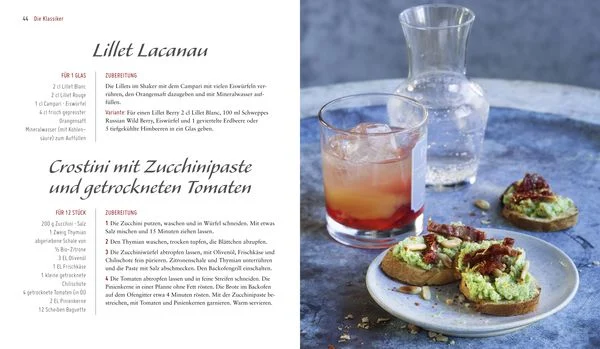 44 Die Klassiker
Lillet Lacanau
FÜR 1 GLAS
2 cl Lillet Blanc
2 cl Lillet Rouge
1 cl Campari · Eiswürfel
6 cl frisch gepresster
Orangensaft
Mineralwasser (mit Kohlen-
säure) zum Auffüllen
ZUBEREITUNG
Die Lillets im Shaker mit dem Campari mit vielen Eiswürfeln ver-
rühren, den Orangensaft dazugeben und mit Mineralwasser auf-
füllen.
Variante: Für einen Lillet Berry 2 cl Lillet Blanc, 100 ml Schweppes
Russian Wild Berry, Eiswürfel und 1 geviertelte Erdbeere oder
3 tiefgekühlte Himbeeren in ein Glas geben.
Crostini mit Zucchinipaste
und getrockneten Tomaten
FÜR 12 STÜCK
200 g Zucchini · Salz
1 Zweig Thymian
abgeriebene Schale von
½ Bio-Zitrone
3 EL Olivenöl
1 EL Frischkäse
1 kleine getrocknete
Chilischote
4 getrocknete Tomaten (in Öl)
2 EL Pinienkerne
12 Scheiben Baguette
ZUBEREITUNG
1 Die Zucchini putzen, waschen und in Würfel schneiden. Mit etwas
Salz mischen und 15 Minuten ziehen lassen.
2 Den Thymian waschen, trocken tupfen, die Blättchen abzupfen.
3 Die Zucchiniwürfel abtropfen lassen, mit Olivenöl, Frischkäse und
Chilischote fein pürieren. Zitronenschale und Thymian unterrühren
und die Paste mit Salz abschmecken. Den Backofengrill einschalten.
4 Die Tomaten abtropfen lassen und in feine Streifen schneiden. Die
Pinienkerne in einer Pfanne ohne Fett rösten. Die Brote im Backofen
auf dem Ofengitter etwa 4 Minuten rösten. Mit der Zucchinipaste be-
streichen, mit Tomaten und Pinienkernen garnieren. Warm servieren.